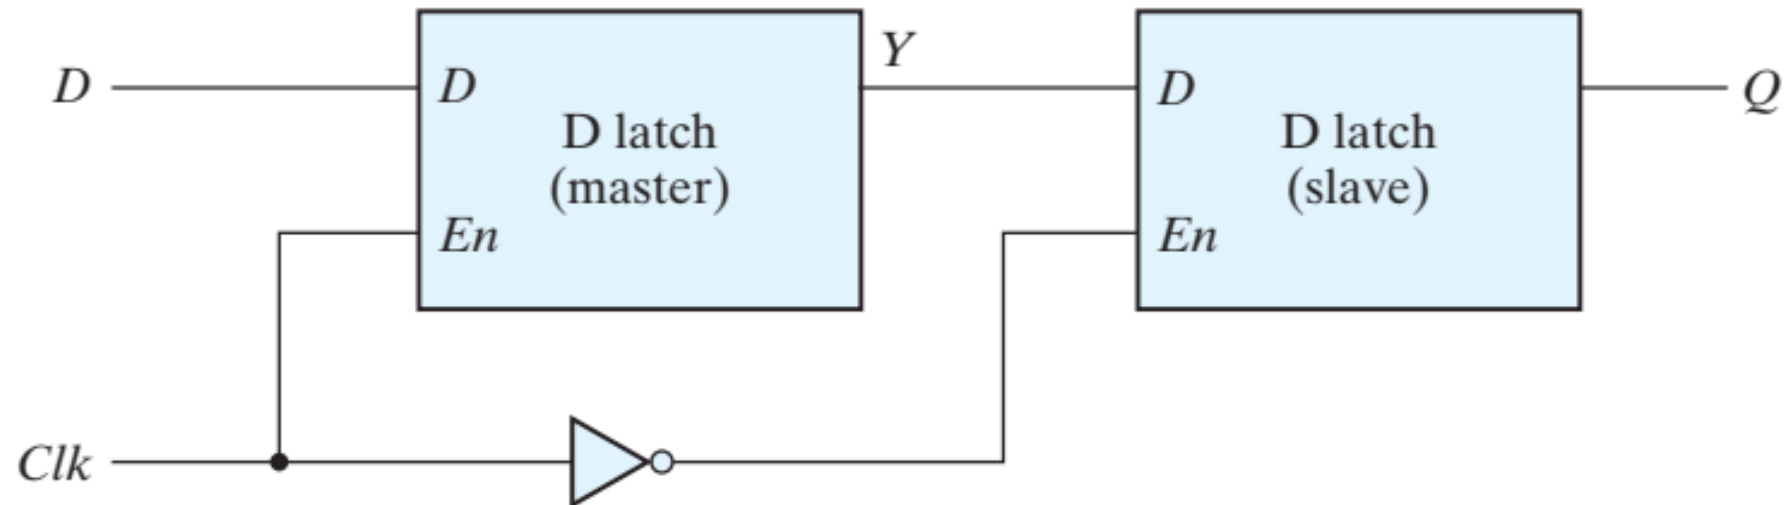 Y
D
D
D latch
(master)
En
D
D latch
(slave)
En
Q
Clk